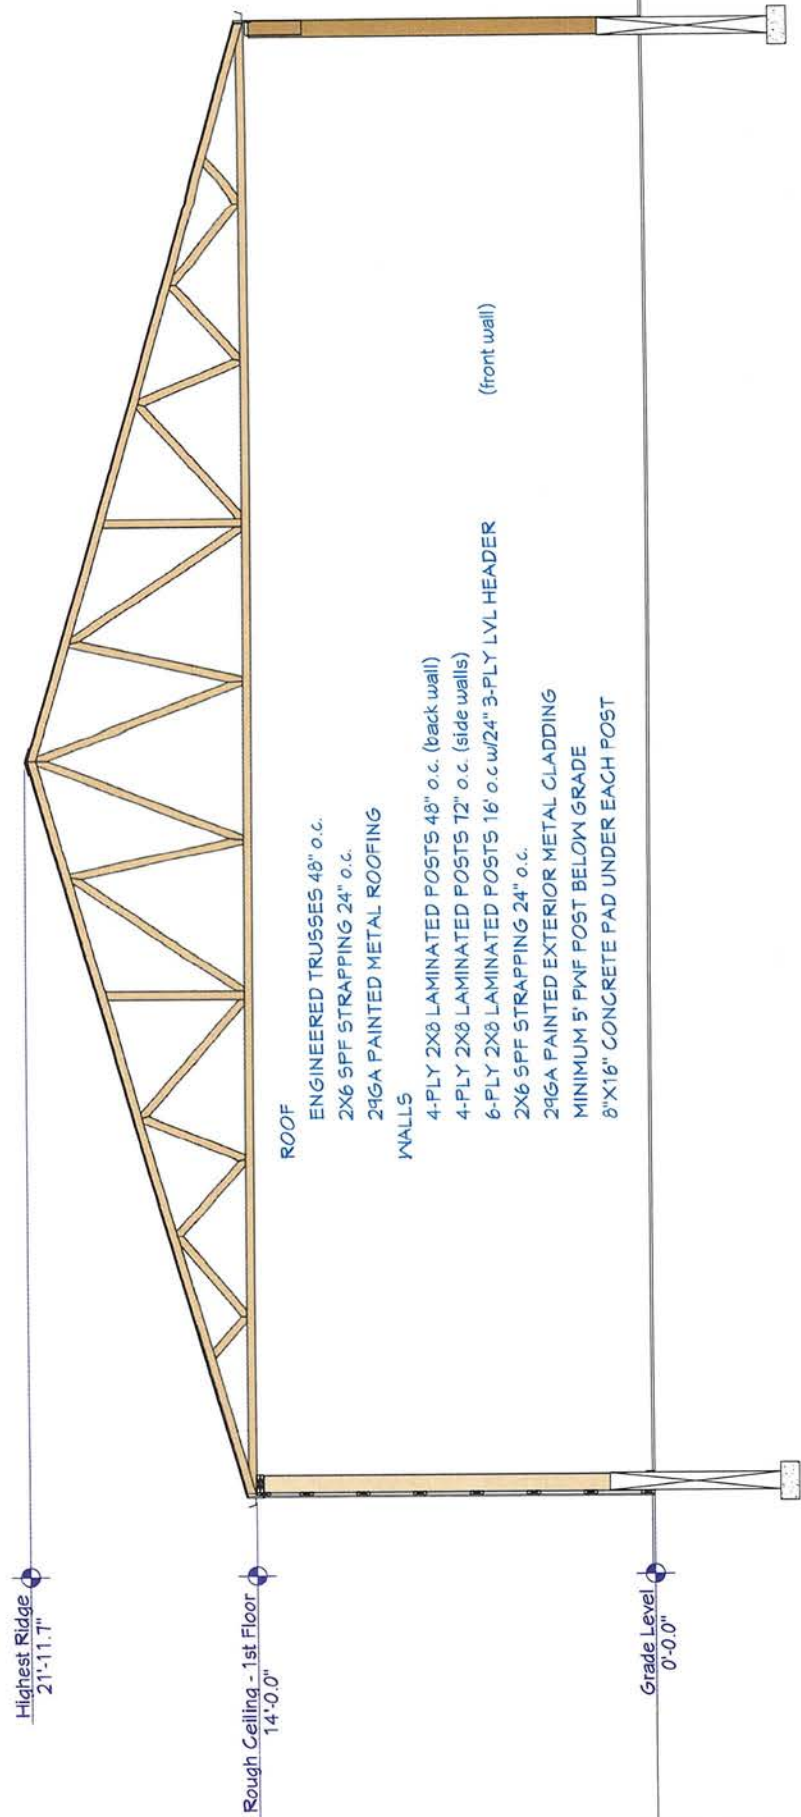 Highest Ridge
21'-11.7"
Rough Ceiling - 1st Floor
14'-0.0"
Grade Level
0'-0.0"
ROOF
ENGINEERED TRUSSES 48" o.c.
2X6 SPF STRAPPING 24" o.c.
29GA PAINTED METAL ROOFING
WALLS
4-PLY 2X8 LAMINATED POSTS 48" o.c. (back wall)
4-PLY 2X8 LAMINATED POSTS 72" o.c. (side walls)
6-PLY 2X8 LAMINATED POSTS 16' o.c w/24" 3-PLY LVL HEADER (front wall)
2X6 SPF STRAPPING 24" o.c.
29GA PAINTED EXTERIOR METAL CLADDING
MINIMUM 5' PWF POST BELOW GRADE
8"X16" CONCRETE PAD UNDER EACH POST